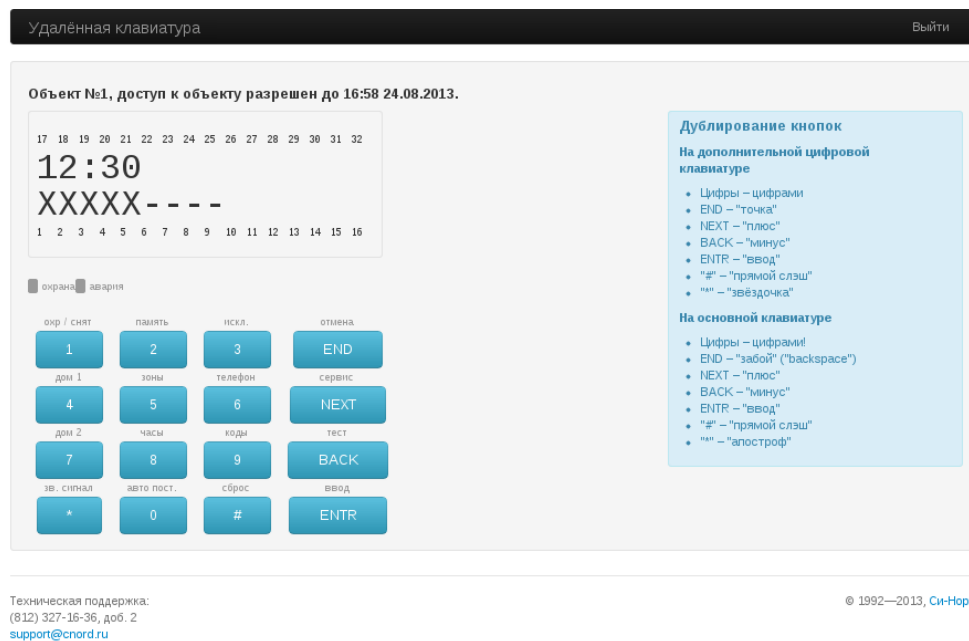 Удалённая клавиатура
Выйти
Объект №1, доступ к объекту разрешен до 16:58 24.08.2013.
17 18 19 20 21 22 23 24 25 26 27 28 29 30 31 32
12:30
XXXXX----
1 2 3 4 5 6 7 8 9 10 11 12 13 14 15 16
охрана авария
охр / снят память искл. отмена
1 2 3 END
дом 1 зоны телефон сервис
4 5 6 NEXT
дом 2 часы коды тест
7 8 9 BACK
зв. сигнал авто пост. сброс ввод
* 0 # ENTR
Дублирование кнопок
На дополнительной цифровой
клавиатуре
Цифры – цифрами
END – "точка"
NEXT – "плюс"
BACK – "минус"
ENTR – "ввод"
"#" – "прямой слэш"
"*" – "звёздочка"
На основной клавиатуре
Цифры – цифрами!
END – "забой" ("backspace")
NEXT – "плюс"
BACK – "минус"
ENTR – "ввод"
"#" – "прямой слэш"
"*" – "апостроф"
Техническая поддержка:
(812) 327-16-36, доб. 2
support@cnord.ru
© 1992—2013, Си-Нор